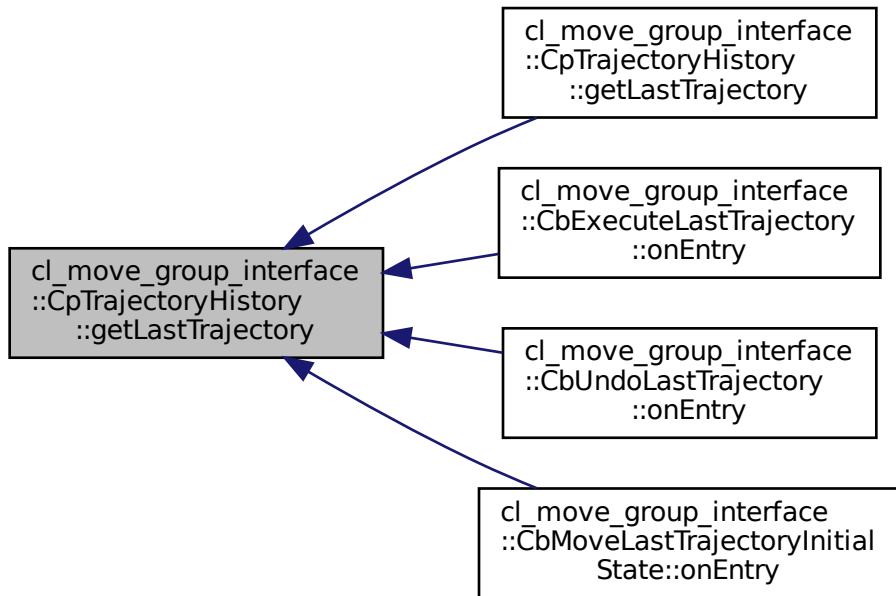 cl_move_group_interface
::CpTrajectoryHistory
::getLastTrajectory
cl_move_group_interface
::CbExecuteLastTrajectory
::onEntry
cl_move_group_interface
::CpTrajectoryHistory
::getLastTrajectory
cl_move_group_interface
::CbUndoLastTrajectory
::onEntry
cl_move_group_interface
::CbMoveLastTrajectoryInitial
State::onEntry